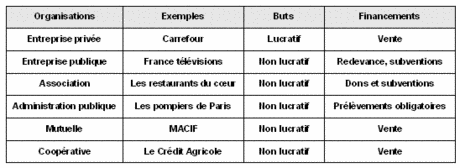 Organisations Exemples Buts Financements
Entreprise privée Carrefour Lucratif Vente
Entreprise publique France télévisions Non lucratif Redevance, subventions
Association Les restaurants du cœur Non lucratif Dons et subventions
Administration publique Les pompiers de Paris Non lucratif Prélèvements obligatoires
Mutuelle MACIF Non lucratif Vente
Coopérative Le Crédit Agricole Non lucratif Vente